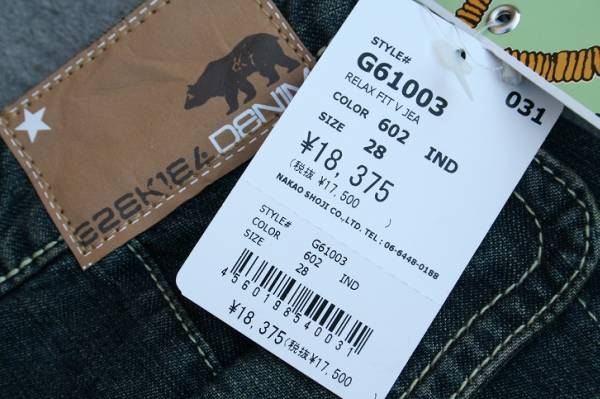 EZEK1E4 DENIM
STYLE#
G61003
031
RELAX FIT V JEA
COLOR 602 IND
SIZE 28
¥18,375
(税抜 ¥17,500 )
NAKAO SHOJI CO.,LTD. TEL : 06-6448-0188
STYLE# G61003
COLOR 602 IND
SIZE 28
4560198540031
¥18,375(税抜¥17,500